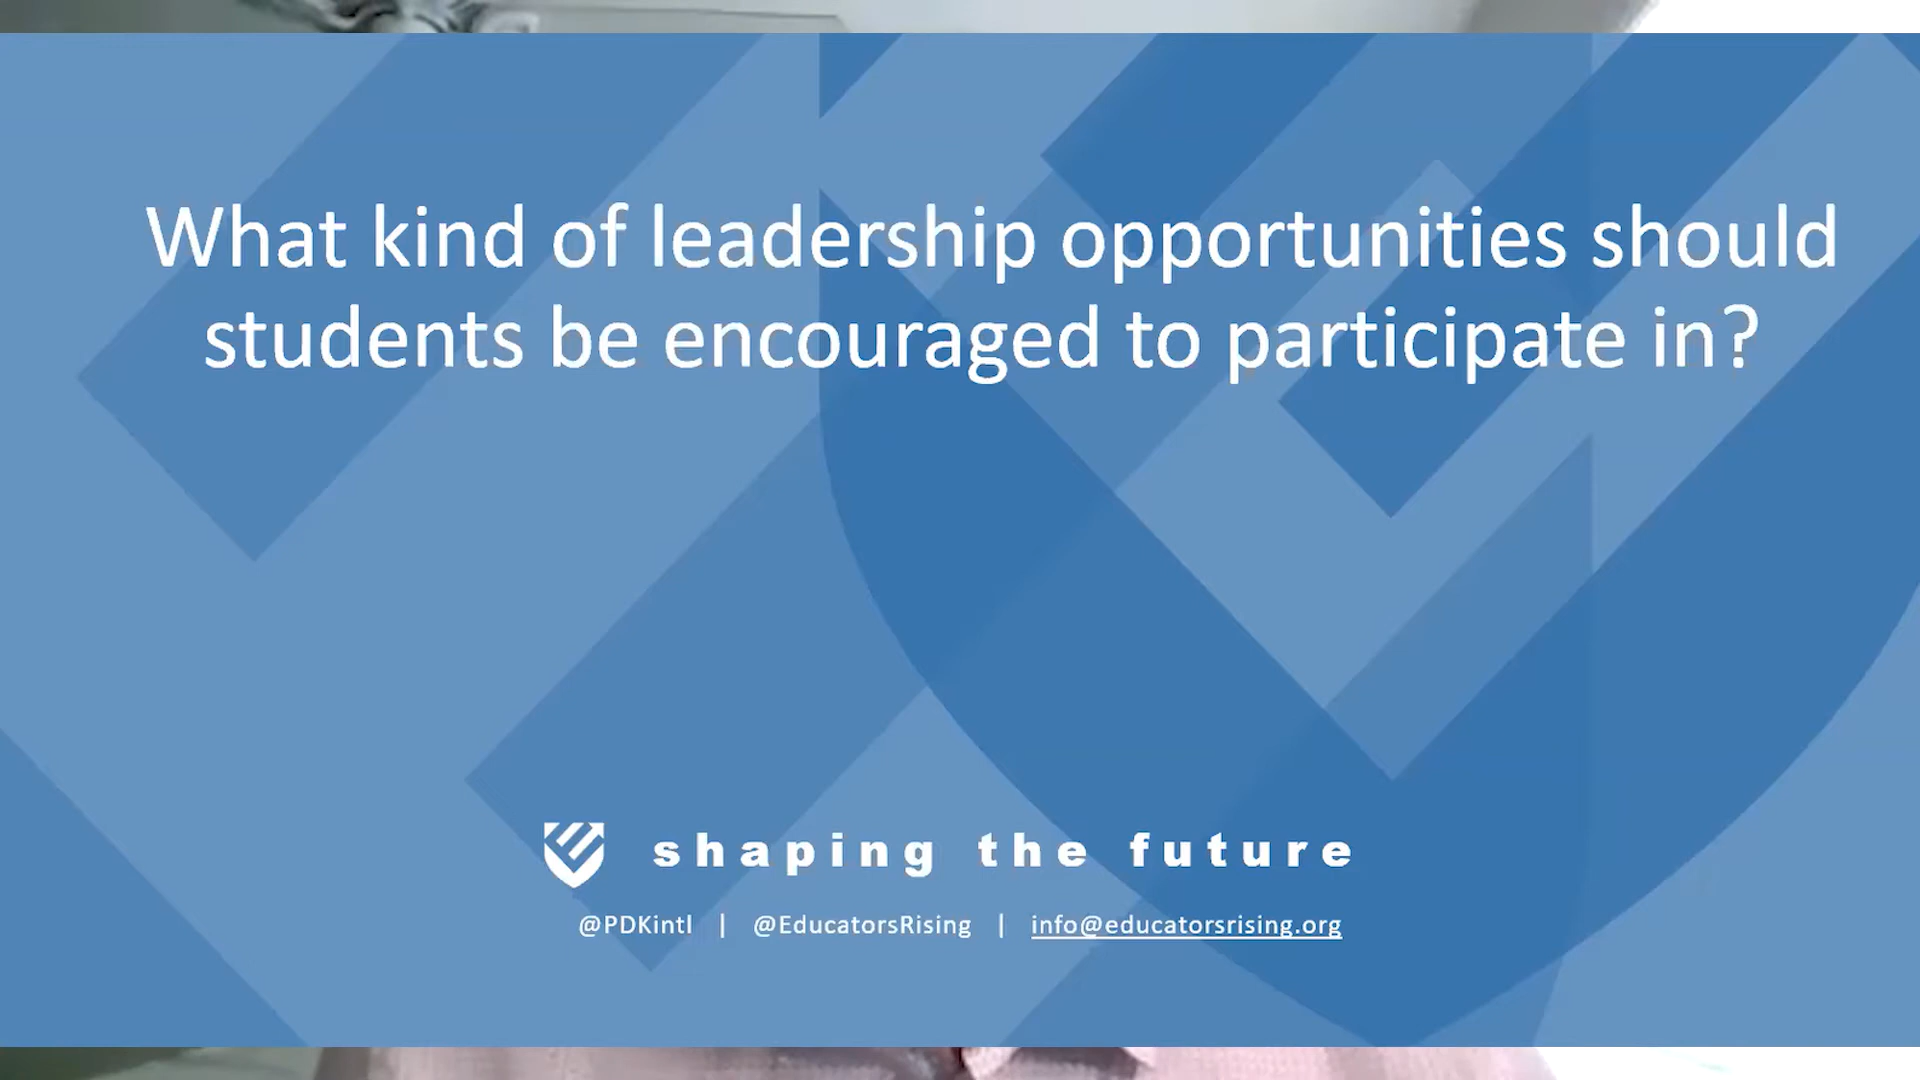 What kind of leadership opportunities should
students be encouraged to participate in?
shaping the future
@PDKintl | @EducatorsRising | info@educatorsrising.org